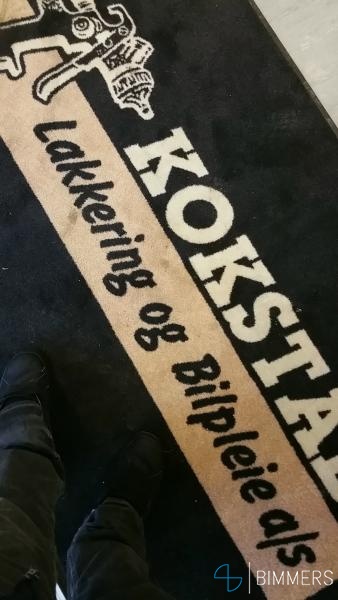 KOKSTA
Lakkering og Bilpleie a/s
BIMMERS